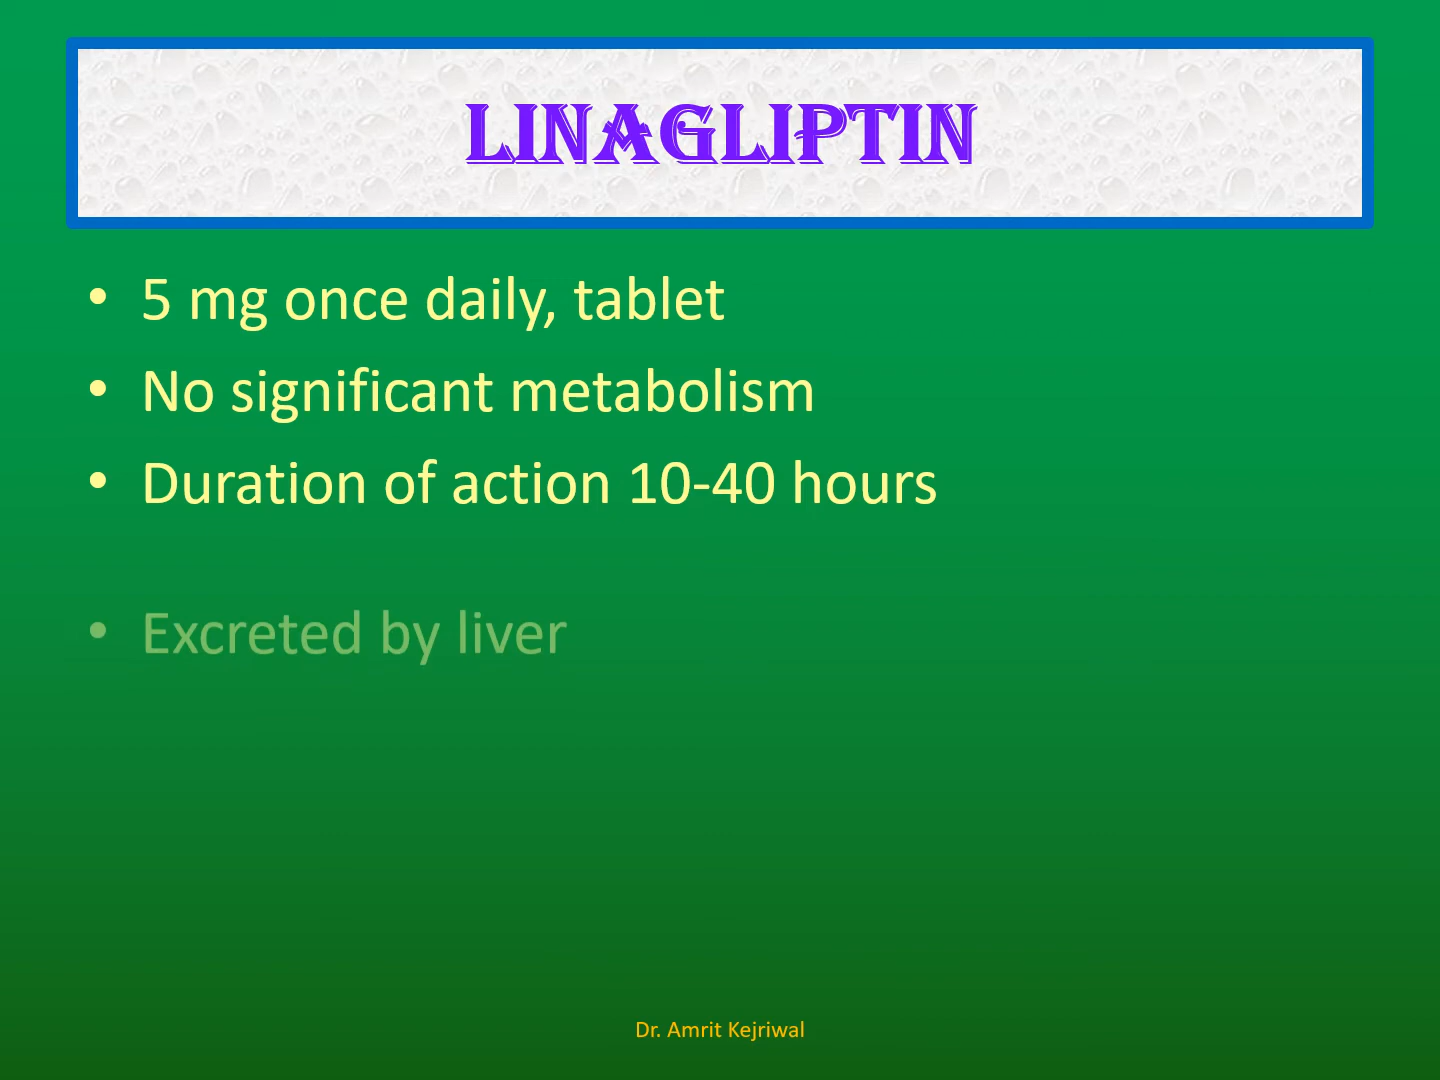 LINAGLIPTIN
• 5 mg once daily, tablet
• No significant metabolism
• Duration of action 10-40 hours
• Excreted by liver
Dr. Amrit Kejriwal